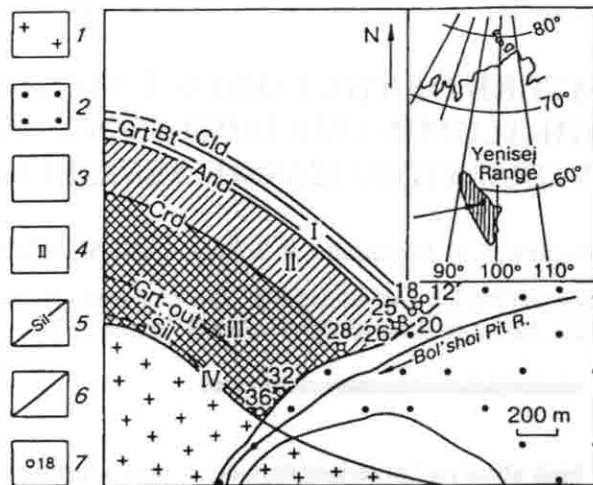 1
2
3
II 4
Sil 5
6
o18 7
N
80°
70°
Yenisei
Range
60°
90° 100° 110°
Grt Bt Cld
And
Crd
Grt-out
Sil
I
II
III
IV
18 12
25
26 20
28
32
36
Bol'shoi Pit R.
200 m